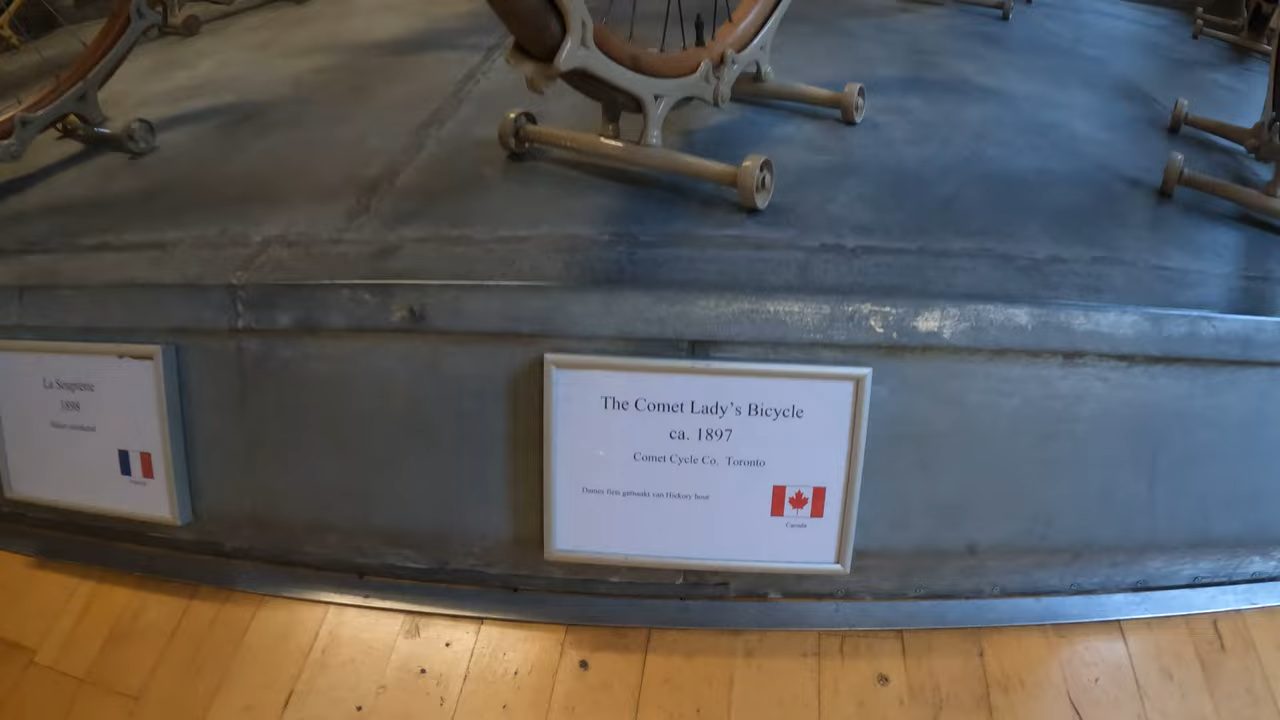 La Souplette
1898
The Comet Lady's Bicycle
ca. 1897
Comet Cycle Co. Toronto
Dames fiets gemaakt van Hickory hout
Canada